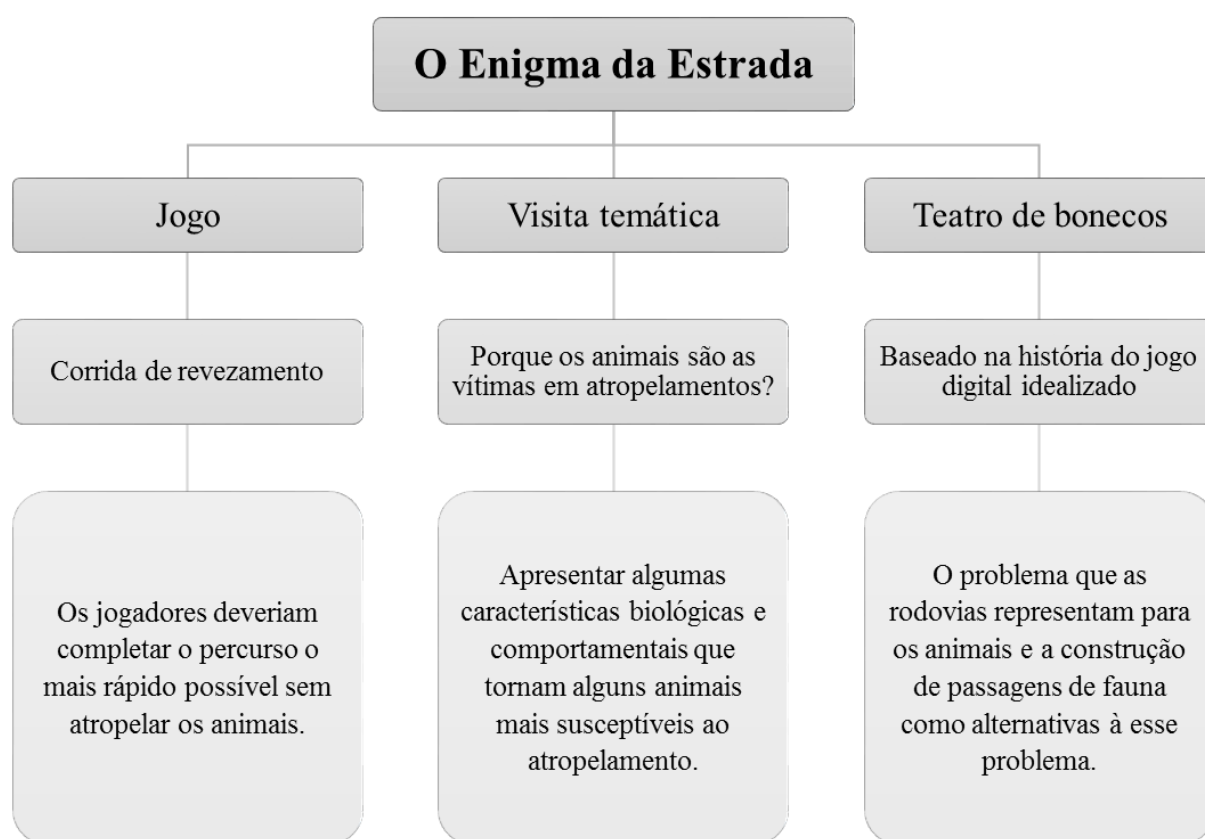 O Enigma da Estrada
Jogo
Visita temática
Teatro de bonecos
Corrida de revezamento
Porque os animais são as
vítimas em atropelamentos?
Baseado na história do jogo
digital idealizado
Os jogadores deveriam
completar o percurso o
mais rápido possível sem
atropelar os animais.
Apresentar algumas
características biológicas e
comportamentais que
tornam alguns animais
mais susceptíveis ao
atropelamento.
O problema que as
rodovias representam para
os animais e a construção
de passagens de fauna
como alternativas à esse
problema.